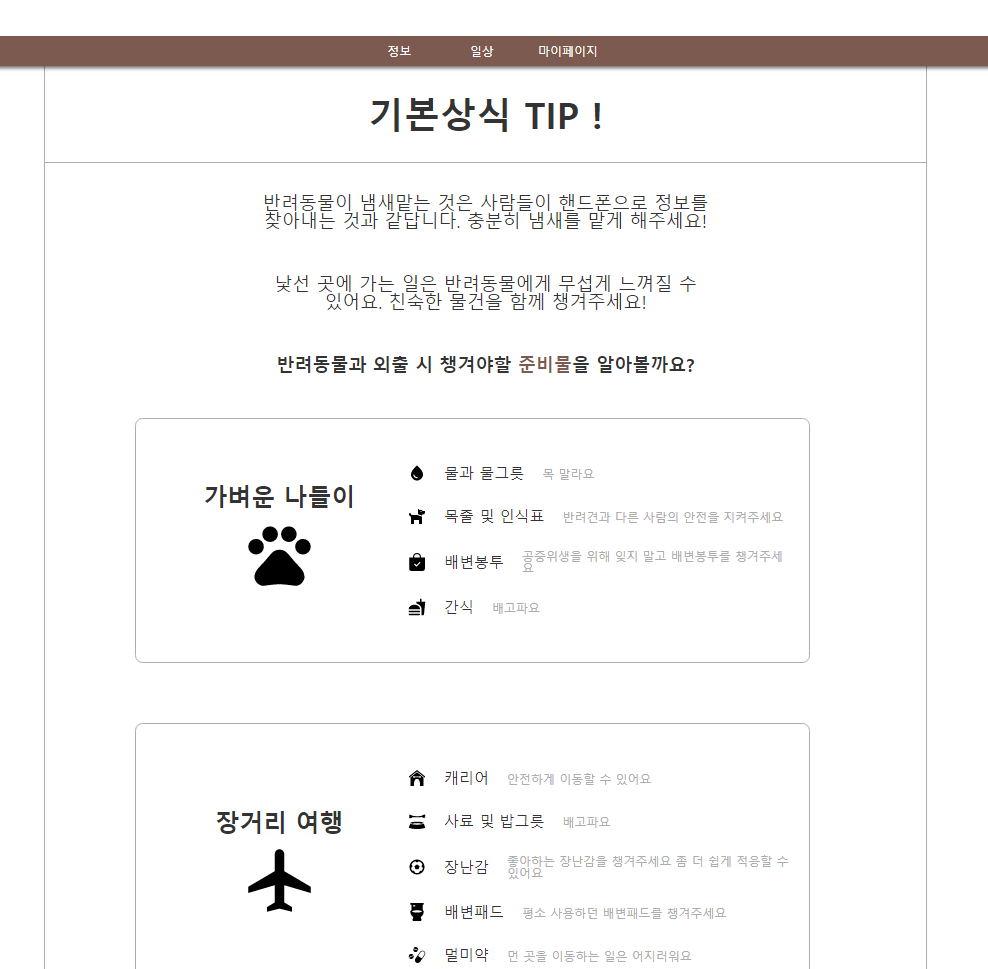 정보 일상 마이페이지
기본상식 TIP !
반려동물이 냄새맡는 것은 사람들이 핸드폰으로 정보를
찾아내는 것과 같답니다. 충분히 냄새를 맡게 해주세요!
낯선 곳에 가는 일은 반려동물에게 무섭게 느껴질 수
있어요. 친숙한 물건을 함께 챙겨주세요!
반려동물과 외출 시 챙겨야할 준비물을 알아볼까요?
가벼운 나들이
물과 물그릇 목 말라요
목줄 및 인식표 반려견과 다른 사람의 안전을 지켜주세요
배변봉투 공중위생을 위해 잊지 말고 배변봉투를 챙겨주세
요
간식 배고파요
장거리 여행
캐리어 안전하게 이동할 수 있어요
사료 및 밥그릇 배고파요
장난감 좋아하는 장난감을 챙겨주세요 좀 더 쉽게 적응할 수
있어요
배변패드 평소 사용하던 배변패드를 챙겨주세요
멀미약 먼 곳을 이동하는 일은 어지러워요